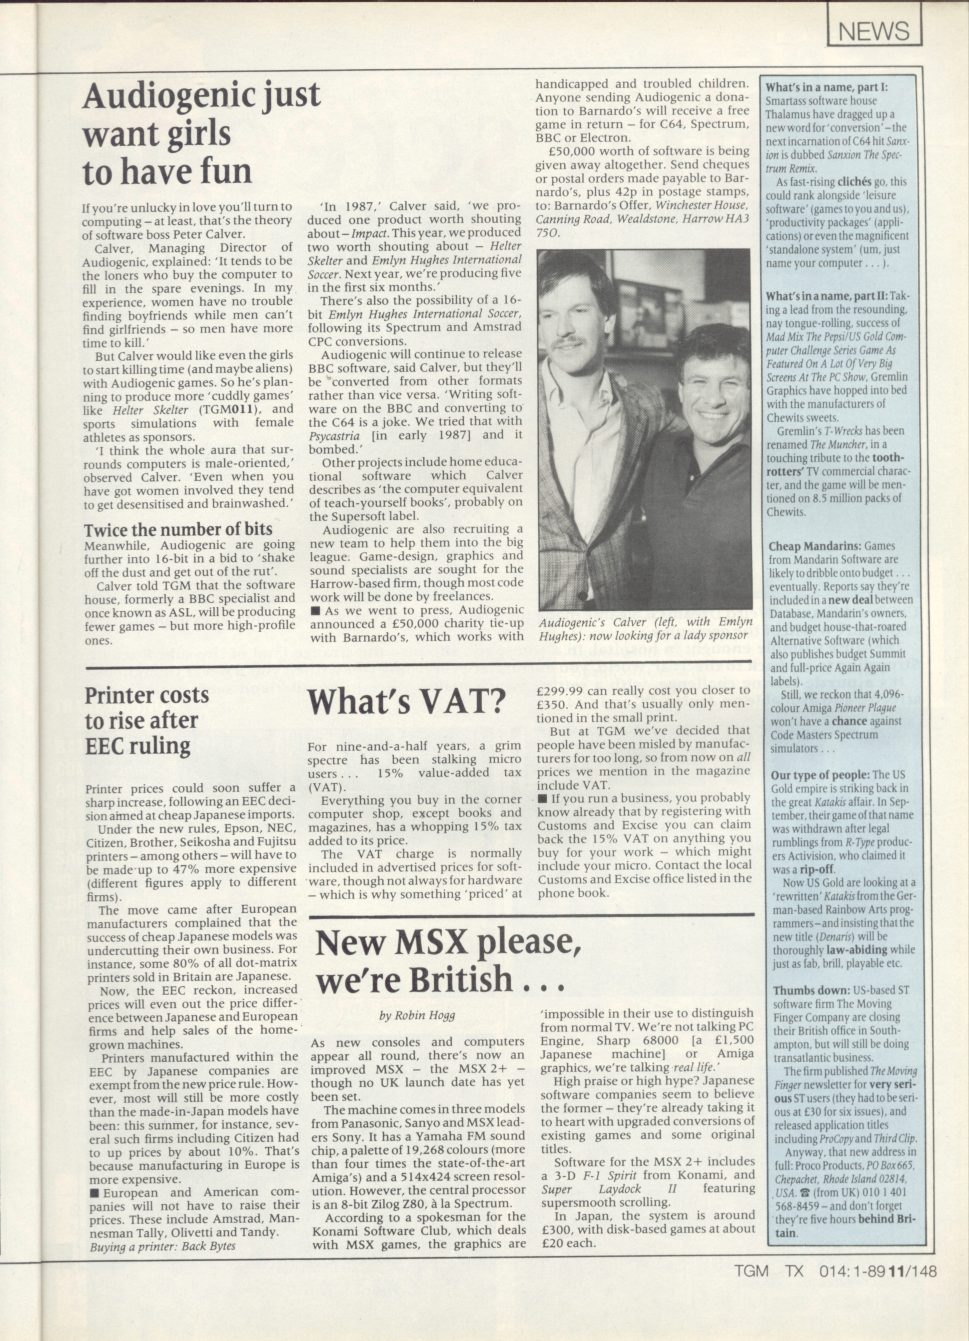 NEWS
Audiogenic just
want girls
to have fun
If you're unlucky in love you'll turn to
computing – at least, that's the theory
of software boss Peter Calver.
Calver, Managing Director of
Audiogenic, explained: 'It tends to be
the loners who buy the computer to
fill in the spare evenings. In my
experience, women have no trouble
finding boyfriends while men can't
find girlfriends – so men have more
time to kill.'
But Calver would like even the girls
to start killing time (and maybe aliens)
with Audiogenic games. So he's plan-
ning to produce more 'cuddly games'
like Helter Skelter (TGM011), and
sports simulations with female
athletes as sponsors.
'I think the whole aura that sur-
rounds computers is male-oriented,'
observed Calver. 'Even when you
have got women involved they tend
to get desensitised and brainwashed.'
Twice the number of bits
Meanwhile, Audiogenic are going
further into 16-bit in a bid to 'shake
off the dust and get out of the rut'.
Calver told TGM that the software
house, formerly a BBC specialist and
once known as ASL, will be producing
fewer games – but more high-profile
ones.
'In 1987,' Calver said, 'we pro-
duced one product worth shouting
about – Impact. This year, we produced
two worth shouting about – Helter
Skelter and Emlyn Hughes International
Soccer. Next year, we're producing five
in the first six months.'
There's also the possibility of a 16-
bit Emlyn Hughes International Soccer,
following its Spectrum and Amstrad
CPC conversions.
Audiogenic will continue to release
BBC software, said Calver, but they'll
be converted from other formats
rather than vice versa. 'Writing soft-
ware on the BBC and converting to
the C64 is a joke. We tried that with
Psycastria [in early 1987] and it
bombed.'
Other projects include home educa-
tional software which Calver
describes as 'the computer equivalent
of teach-yourself books', probably on
the Supersoft label.
Audiogenic are also recruiting a
new team to help them into the big
league: Game-design, graphics and
sound specialists are sought for the
Harrow-based firm, though most code
work will be done by freelances.
■ As we went to press, Audiogenic
announced a £50,000 charity tie-up
with Barnardo's, which works with
handicapped and troubled children.
Anyone sending Audiogenic a dona-
tion to Barnardo's will receive a free
game in return – for C64, Spectrum,
BBC or Electron.
£50,000 worth of software is being
given away altogether. Send cheques
or postal orders made payable to Bar-
nardo's, plus 42p in postage stamps,
to: Barnardo's Offer, Winchester House,
Canning Road, Wealdstone, Harrow HA3
7SO.
Audiogenic's Calver (left, with Emlyn
Hughes): now looking for a lady sponsor
Printer costs
to rise after
EEC ruling
Printer prices could soon suffer a
sharp increase, following an EEC deci-
sion aimed at cheap Japanese imports.
Under the new rules, Epson, NEC,
Citizen, Brother, Seikosha and Fujitsu
printers – among others – will have to
be made up to 47% more expensive
(different figures apply to different
firms).
The move came after European
manufacturers complained that the
success of cheap Japanese models was
undercutting their own business. For
instance, some 80% of all dot-matrix
printers sold in Britain are Japanese.
Now, the EEC reckon, increased
prices will even out the price differ-
ence between Japanese and European
firms and help sales of the home-
grown machines.
Printers manufactured within the
EEC by Japanese companies are
exempt from the new price rule. How-
ever, most will still be more costly
than the made-in-Japan models have
been: this summer, for instance, sev-
eral such firms including Citizen had
to up prices by about 10%. That's
because manufacturing in Europe is
more expensive.
■ European and American com-
panies will not have to raise their
prices. These include Amstrad, Man-
nesman Tally, Olivetti and Tandy.
Buying a printer: Back Bytes
What's VAT?
For nine-and-a-half years, a grim
spectre has been stalking micro
users . . . 15% value-added tax
(VAT).
Everything you buy in the corner
computer shop, except books and
magazines, has a whopping 15% tax
added to its price.
The VAT charge is normally
included in advertised prices for soft-
ware, though not always for hardware
– which is why something 'priced' at
£299.99 can really cost you closer to
£350. And that's usually only men-
tioned in the small print.
But at TGM we've decided that
people have been misled by manufac-
turers for too long, so from now on all
prices we mention in the magazine
include VAT.
■ If you run a business, you probably
know already that by registering with
Customs and Excise you can claim
back the 15% VAT on anything you
buy for your work – which might
include your micro. Contact the local
Customs and Excise office listed in the
phone book.
New MSX please,
we're British . . .
by Robin Hogg
As new consoles and computers
appear all round, there's now an
improved MSX – the MSX 2+ –
though no UK launch date has yet
been set.
The machine comes in three models
from Panasonic, Sanyo and MSX lead-
ers Sony. It has a Yamaha FM sound
chip, a palette of 19,268 colours (more
than four times the state-of-the-art
Amiga's) and a 514x424 screen resol-
ution. However, the central processor
is an 8-bit Zilog Z80, à la Spectrum.
According to a spokesman for the
Konami Software Club, which deals
with MSX games, the graphics are
'impossible in their use to distinguish
from normal TV. We're not talking PC
Engine, Sharp 68000 [a £1,500
Japanese machine] or Amiga
graphics, we're talking real life.'
High praise or high hype? Japanese
software companies seem to believe
the former – they're already taking it
to heart with upgraded conversions of
existing games and some original
titles.
Software for the MSX 2+ includes
a 3-D F-1 Spirit from Konami, and
Super Laydock II featuring
supersmooth scrolling.
In Japan, the system is around
£300, with disk-based games at about
£20 each.
What's in a name, part I:
Smartass software house
Thalamus have dragged up a
new word for 'conversion' – the
next incarnation of C64 hit Sanx-
ion is dubbed Sanxion The Spec-
trum Remix.
As fast-rising clichés go, this
could rank alongside 'leisure
software' (games to you and us),
'productivity packages' (appli-
cations) or even the magnificent
'standalone system' (um, just
name your computer . . . ).
What's in a name, part II: Tak-
ing a lead from the resounding,
nay tongue-rolling, success of
Mad Mix The Pepsi/US Gold Com-
puter Challenge Series Game As
Featured On A Lot Of Very Big
Screens At The PC Show, Gremlin
Graphics have hopped into bed
with the manufacturers of
Chewits sweets.
Gremlin's T-Wrecks has been
renamed The Muncher, in a
touching tribute to the tooth-
rotters' TV commercial charac-
ter, and the game will be men-
tioned on 8.5 million packs of
Chewits.
Cheap Mandarins: Games
from Mandarin Software are
likely to dribble onto budget . . .
eventually. Reports say they're
included in a new deal between
Database, Mandarin's owners,
and budget house-that-roared
Alternative Software (which
also publishes budget Summit
and full-price Again Again
labels).
Still, we reckon that 4,096-
colour Amiga Pioneer Plague
won't have a chance against
Code Masters Spectrum
simulators . . .
Our type of people: The US
Gold empire is striking back in
the great Katakis affair. In Sep-
tember, their game of that name
was withdrawn after legal
rumblings from R-Type produc-
ers Activision, who claimed it
was a rip-off.
Now US Gold are looking at a
'rewritten' Katakis from the Ger-
man-based Rainbow Arts prog-
rammers – and insisting that the
new title (Denaris) will be
thoroughly law-abiding while
just as fab, brill, playable etc.
Thumbs down: US-based ST
software firm The Moving
Finger Company are closing
their British office in South-
ampton, but will still be doing
transatlantic business.
The firm published The Moving
Finger newsletter for very seri-
ous ST users (they had to be seri-
ous at £30 for six issues), and
released application titles
including ProCopy and Third Clip.
Anyway, that new address in
full: Proco Products, PO Box 665,
Chepachet, Rhode Island 02814,
USA. ☎ (from UK) 010 1 401
568-8459 – and don't forget
they're five hours behind Bri-
tain.
TGM TX 014: 1-89 11/148